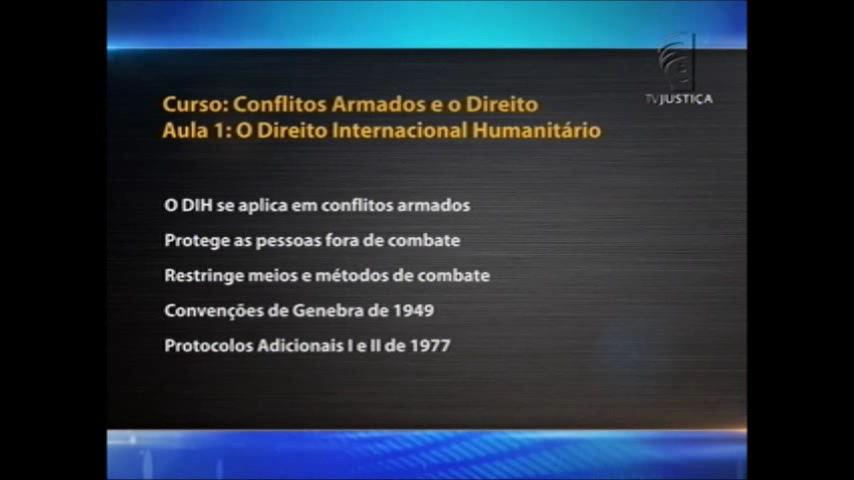 TV JUSTIÇA
Curso: Conflitos Armados e o Direito
Aula 1: O Direito Internacional Humanitário
O DIH se aplica em conflitos armados
Protege as pessoas fora de combate
Restringe meios e métodos de combate
Convenções de Genebra de 1949
Protocolos Adicionais I e II de 1977